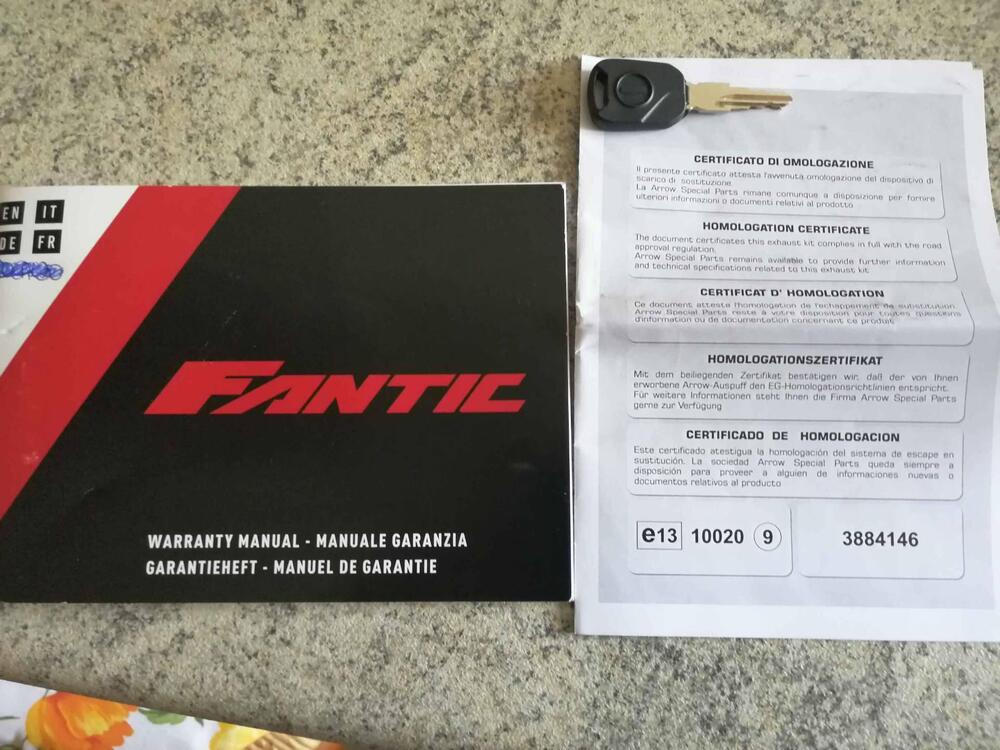 EN IT
DE FR
FANTIC
WARRANTY MANUAL - MANUALE GARANZIA
GARANTIEHEFT - MANUEL DE GARANTIE
CERTIFICATO DI OMOLOGAZIONE
Il presente certificato attesta l'avvenuta omologazione del dispositivo di
scarico di sostituzione
La Arrow Special Parts rimane comunque a disposizione per fornire
ulteriori informazioni o documenti relativi al prodotto
HOMOLOGATION CERTIFICATE
The document certificates this exhaust kit complies in full with the road
approval regulation.
Arrow Special Parts remains available to provide further information
and technical specifications related to this exhaust kit
CERTIFICAT D' HOMOLOGATION
Ce document atteste l'homologation de l'echappement de substitution.
Arrow Special Parts reste à votre disposition pour toutes questions
d'information ou de documentation concernant ce produit
HOMOLOGATIONSZERTIFIKAT
Mit dem beiliegenden Zertifikat bestätigen wir, daß der von Ihnen
erworbene Arrow-Auspuff den EG-Homologationsrichtlinien entspricht.
Für weitere Informationen steht Ihnen die Firma Arrow Special Parts
gerne zur Verfügung
CERTIFICADO DE HOMOLOGACION
Este certificado atestigua la homologación del sistema de escape en
sustitución. La sociedad Arrow Special Parts queda siempre a
disposición para proveer a alguien de informaciones nuevas o
documentos relativos al producto
e13 10020 9
3884146